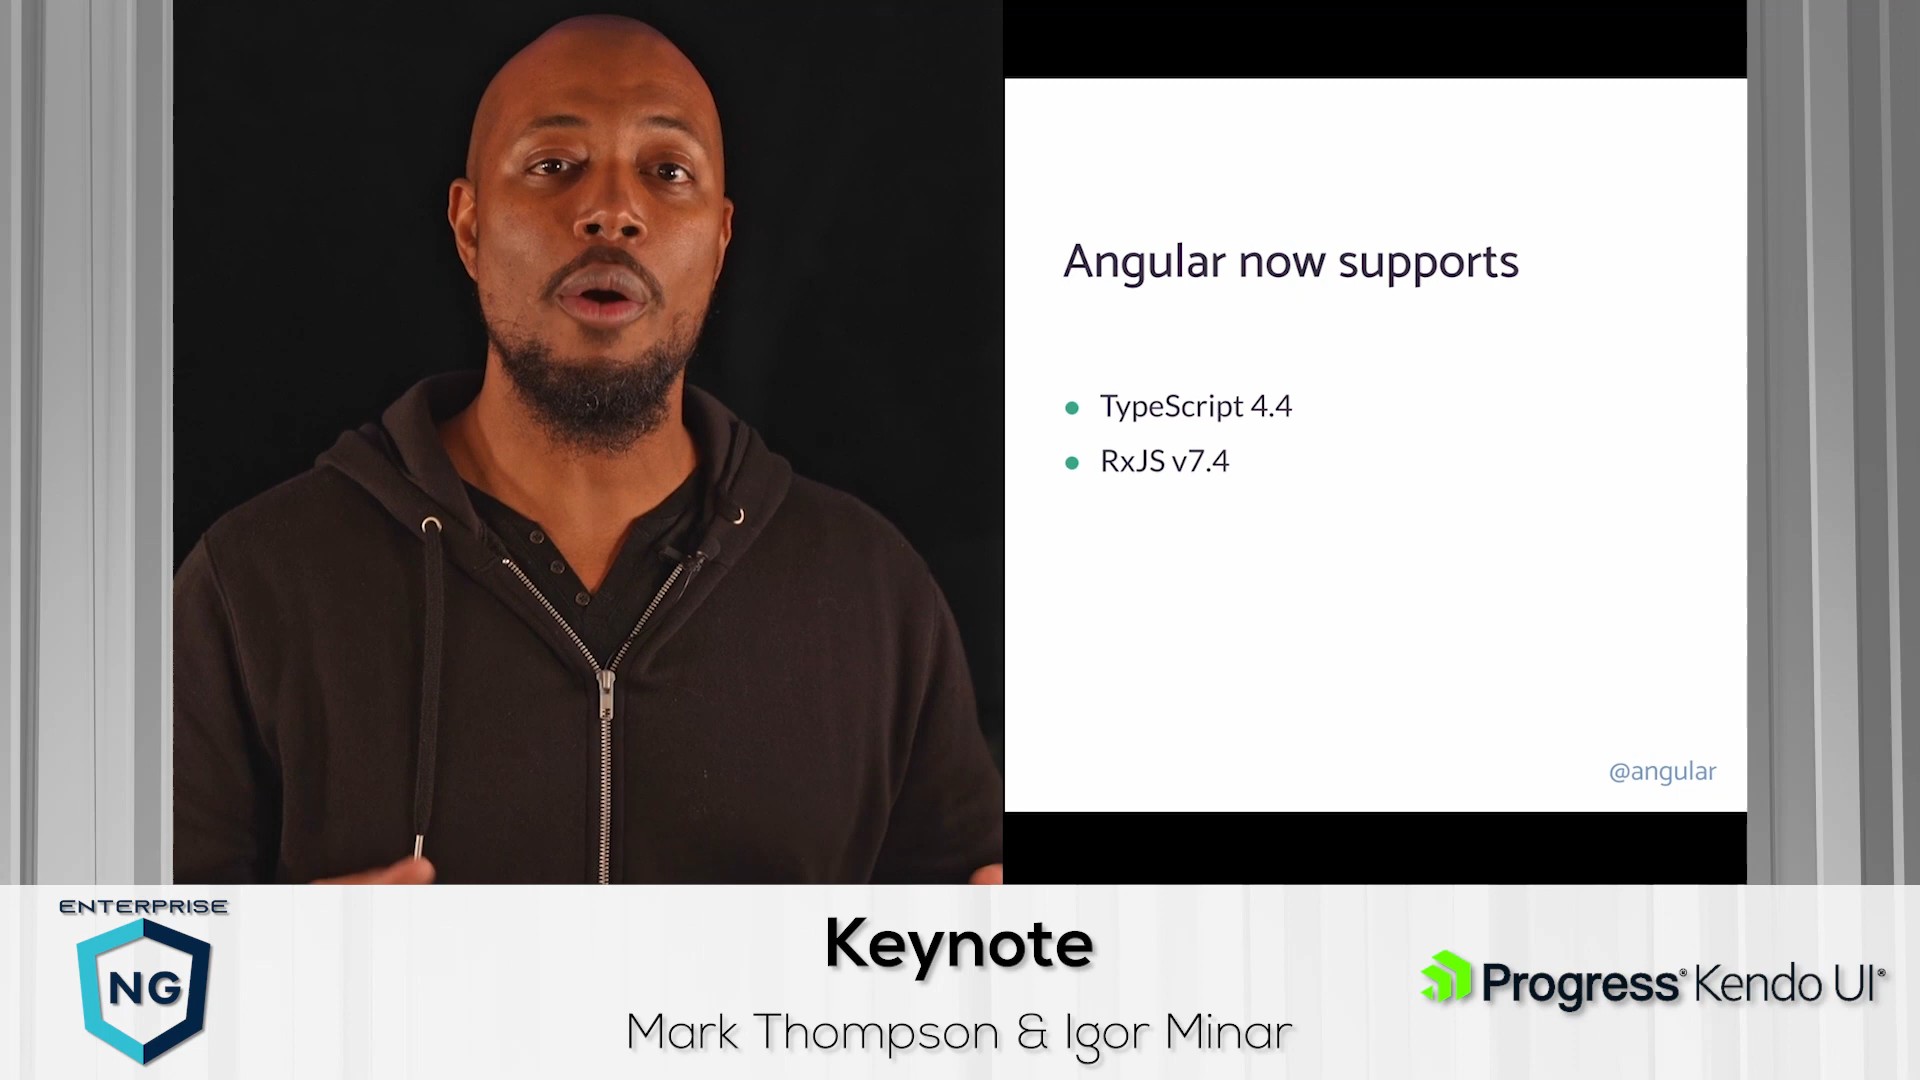 Angular now supports
TypeScript 4.4
RxJS v7.4
@angular
ENTERPRISE
NG
Keynote
Mark Thompson & Igor Minar
Progress® Kendo UI®